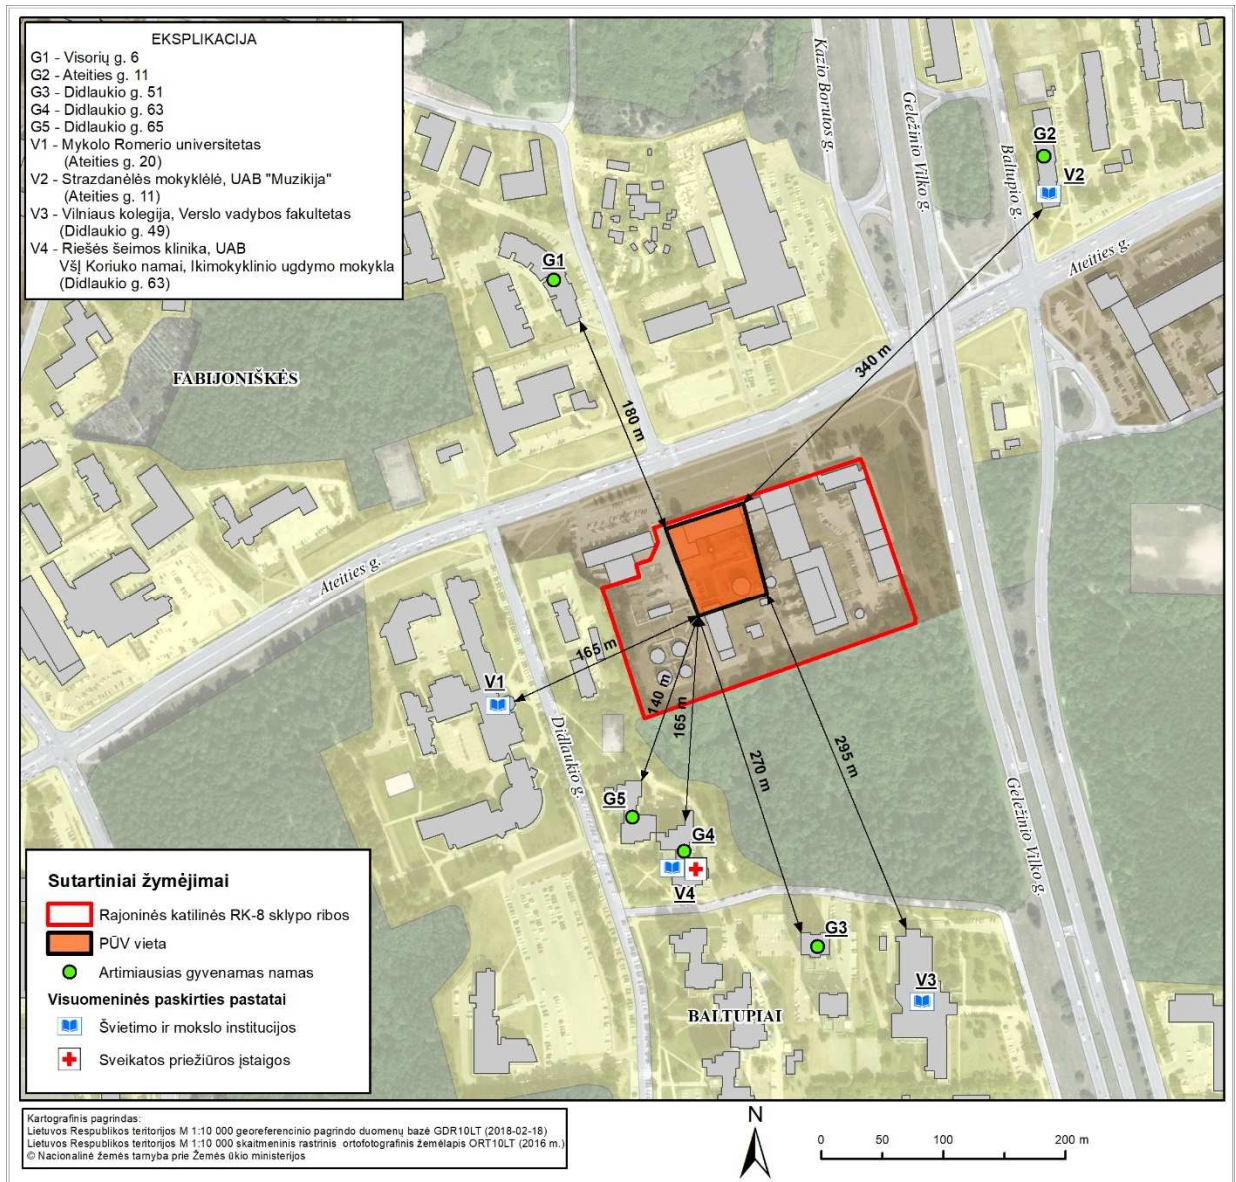 EKSPLIKACIJA
G1 - Visorių g. 6
G2 - Ateities g. 11
G3 - Didlaukio g. 51
G4 - Didlaukio g. 63
G5 - Didlaukio g. 65
V1 - Mykolo Romerio universitetas
(Ateities g. 20)
V2 - Strazdanėlės mokyklėlė, UAB "Muzikija"
(Ateities g. 11)
V3 - Vilniaus kolegija, Verslo vadybos fakultetas
(Didlaukio g. 49)
V4 - Riešės šeimos klinika, UAB
VšĮ Koriuko namai, Ikimokyklinio ugdymo mokykla
(Didlaukio g. 63)
Kazio Borutos g.
Geležinio Vilko g.
Baltupio g.
G2
V2
Ateities g.
G1
FABIJONIŠKĖS
180 m
340 m
Ateities g.
165 m
V1
140 m
165 m
Didlaukio g.
270 m
295 m
Geležinio Vilko g.
G5
G4
V4
G3
V3
BALTUPIAI
Sutartiniai žymėjimai
Rajoninės katilinės RK-8 sklypo ribos
PŪV vieta
Artimiausias gyvenamas namas
Visuomeninės paskirties pastatai
Švietimo ir mokslo institucijos
Sveikatos priežiūros įstaigos
Kartografinis pagrindas:
Lietuvos Respublikos teritorijos M 1:10 000 georeferencinio pagrindo duomenų bazė GDR10LT (2018-02-18)
Lietuvos Respublikos teritorijos M 1:10 000 skaitmeninis rastrinis ortofotografinis žemėlapis ORT10LT (2016 m.)
© Nacionalinė žemės tarnyba prie Žemės ūkio ministerijos
N
0 50 100 200 m